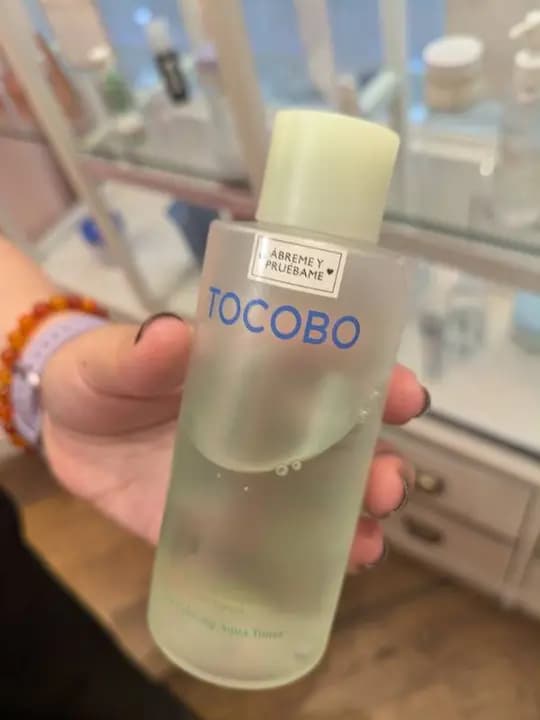 ÁBREME Y
PRUÉBAME
TOCOBO
Aqua Toner